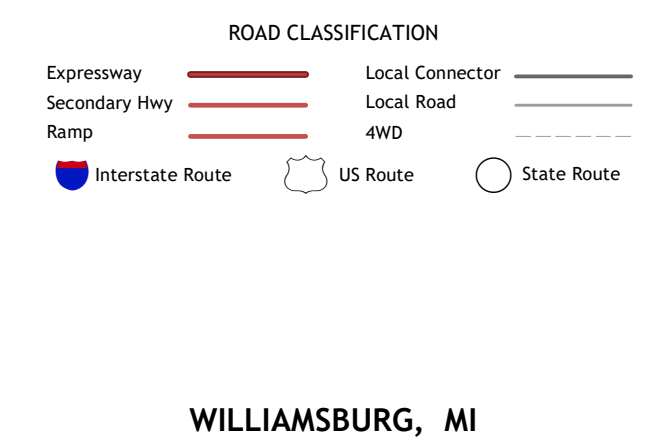 ROAD CLASSIFICATION
Expressway
Secondary Hwy
Ramp
Local Connector
Local Road
4WD
Interstate Route
US Route
State Route
WILLIAMSBURG, MI